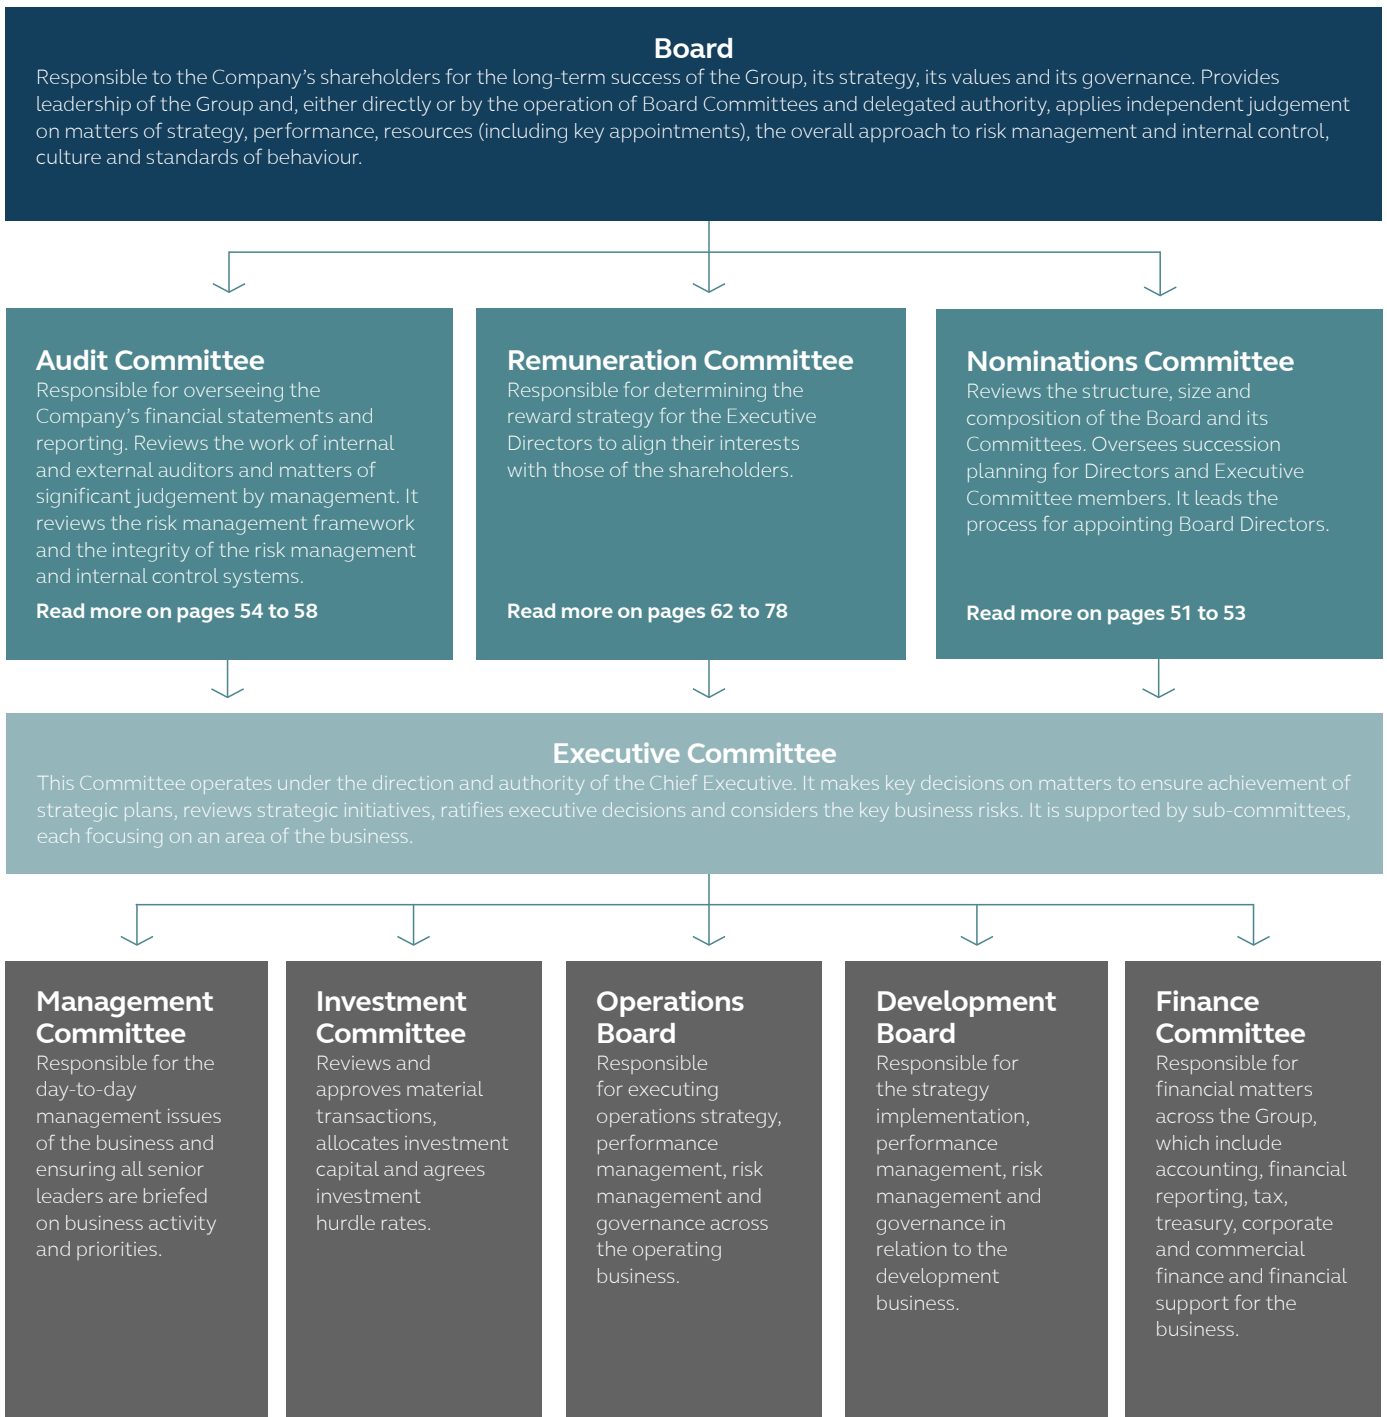 Board
Responsible to the Company’s shareholders for the long-term success of the Group, its strategy, its values and its governance. Provides
leadership of the Group and, either directly or by the operation of Board Committees and delegated authority, applies independent judgement
on matters of strategy, performance, resources (including key appointments), the overall approach to risk management and internal control,
culture and standards of behaviour.
Audit Committee
Responsible for overseeing the
Company’s financial statements and
reporting. Reviews the work of internal
and external auditors and matters of
significant judgement by management. It
reviews the risk management framework
and the integrity of the risk management
and internal control systems.
Read more on pages 54 to 58
Remuneration Committee
Responsible for determining the
reward strategy for the Executive
Directors to align their interests
with those of the shareholders.
Read more on pages 62 to 78
Nominations Committee
Reviews the structure, size and
composition of the Board and its
Committees. Oversees succession
planning for Directors and Executive
Committee members. It leads the
process for appointing Board Directors.
Read more on pages 51 to 53
Executive Committee
This Committee operates under the direction and authority of the Chief Executive. It makes key decisions on matters to ensure achievement of
strategic plans, reviews strategic initiatives, ratifies executive decisions and considers the key business risks. It is supported by sub-committees,
each focusing on an area of the business.
Management
Committee
Responsible for the
day-to-day
management issues
of the business and
ensuring all senior
leaders are briefed
on business activity
and priorities.
Investment
Committee
Reviews and
approves material
transactions,
allocates investment
capital and agrees
investment
hurdle rates.
Operations
Board
Responsible
for executing
operations strategy,
performance
management, risk
management and
governance across
the operating
business.
Development
Board
Responsible for
the strategy
implementation,
performance
management, risk
management and
governance in
relation to the
development
business.
Finance
Committee
Responsible for
financial matters
across the Group,
which include
accounting, financial
reporting, tax,
treasury, corporate
and commercial
finance and financial
support for the
business.